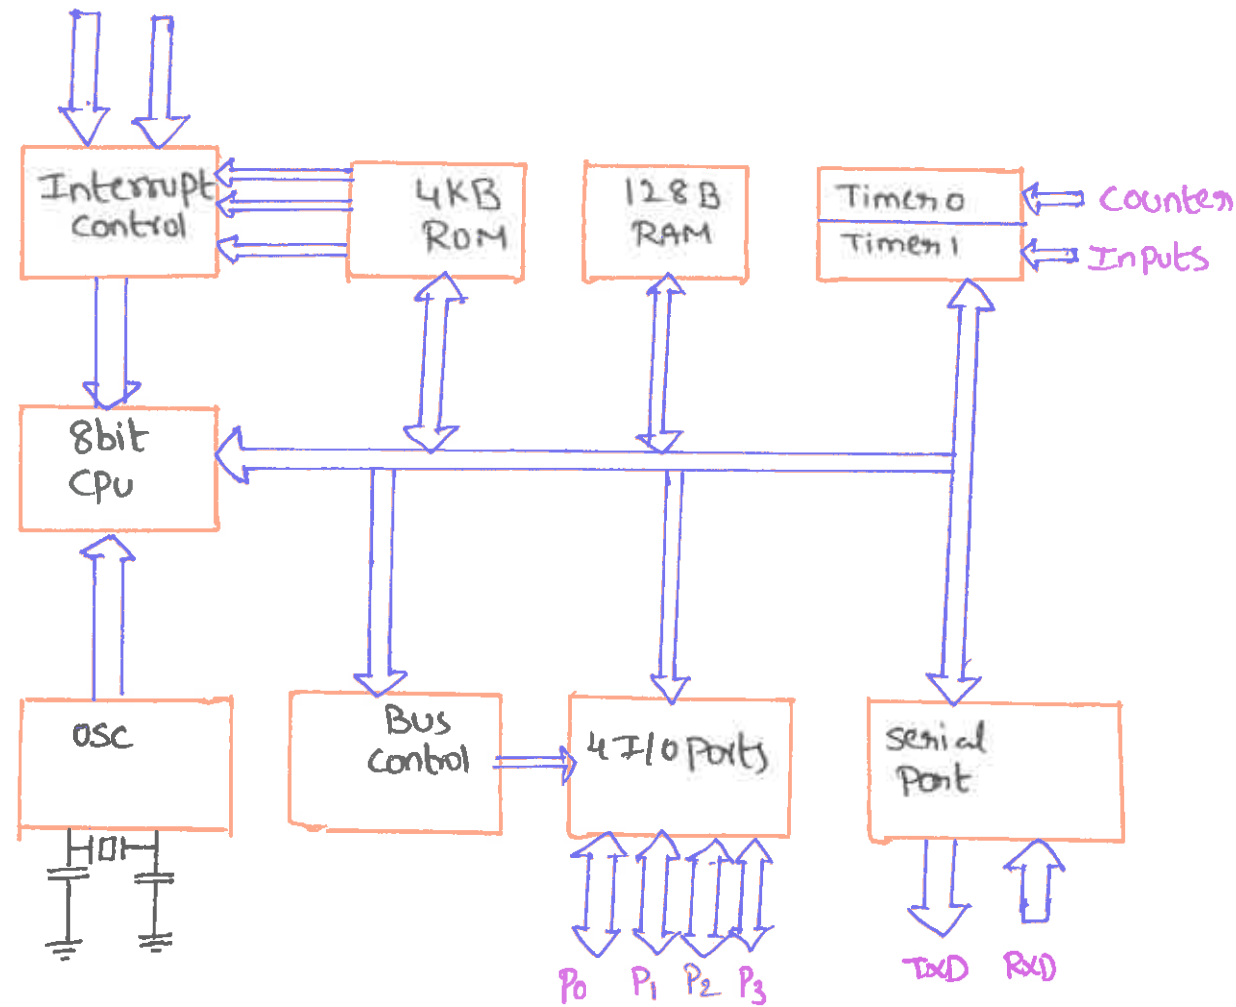 Interrupt
control
4KB
ROM
128B
RAM
Timer 0
Timer 1
Counter
Inputs
8bit
CPU
OSC
Bus
control
4 I/O Ports
Serial
Port
P0
P1
P2
P3
TxD
RxD